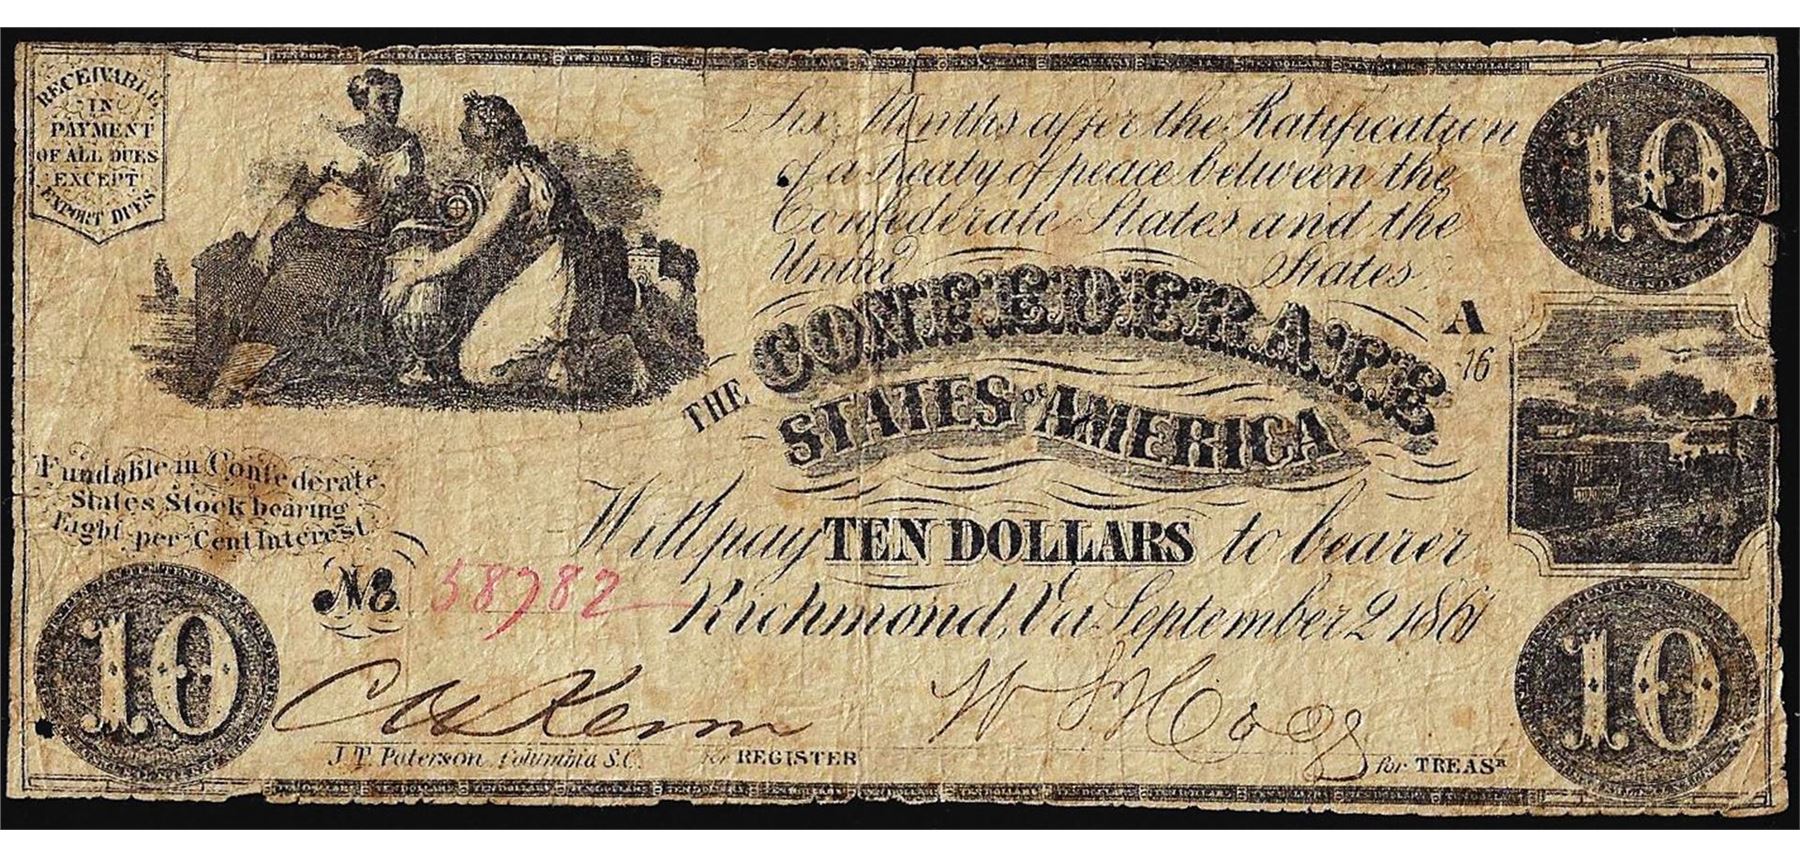 RECEIVABLE
IN
PAYMENT
OF ALL DUES
EXCEPT
EXPORT DUES
Six Months after the Ratification
of a Treaty of peace between the
Confederate States and the
United States
10
THE CONFEDERATE
STATES OF AMERICA
A
16
Fundable in Confederate
States Stock bearing
Eight per Cent Interest
Will pay TEN DOLLARS to bearer
No. 58782
Richmond, Va September 2 1861
10
10
J.T. Paterson, Columbia S.C.
for REGISTER
for TREASR